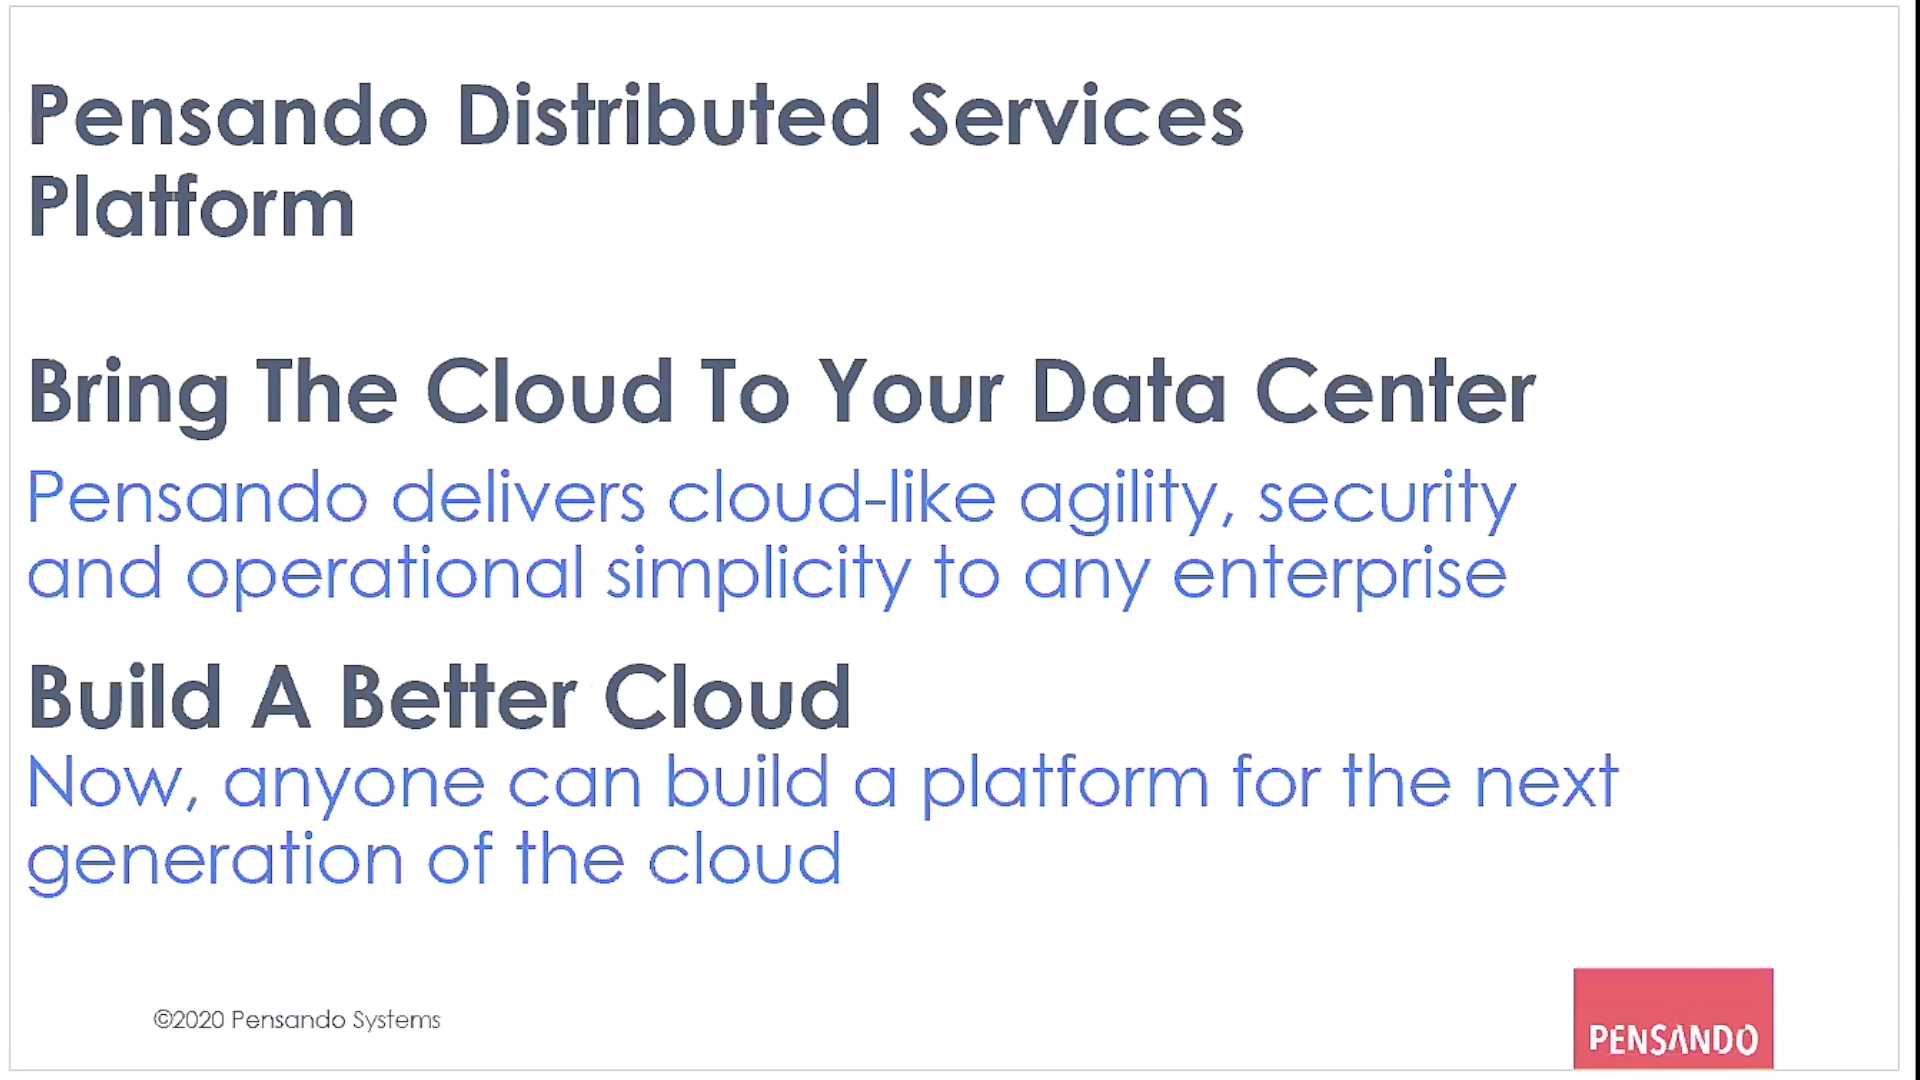 Pensando Distributed Services
Platform
Bring The Cloud To Your Data Center
Pensando delivers cloud-like agility, security
and operational simplicity to any enterprise
Build A Better Cloud
Now, anyone can build a platform for the next
generation of the cloud
©2020 Pensando Systems
PENSANDO